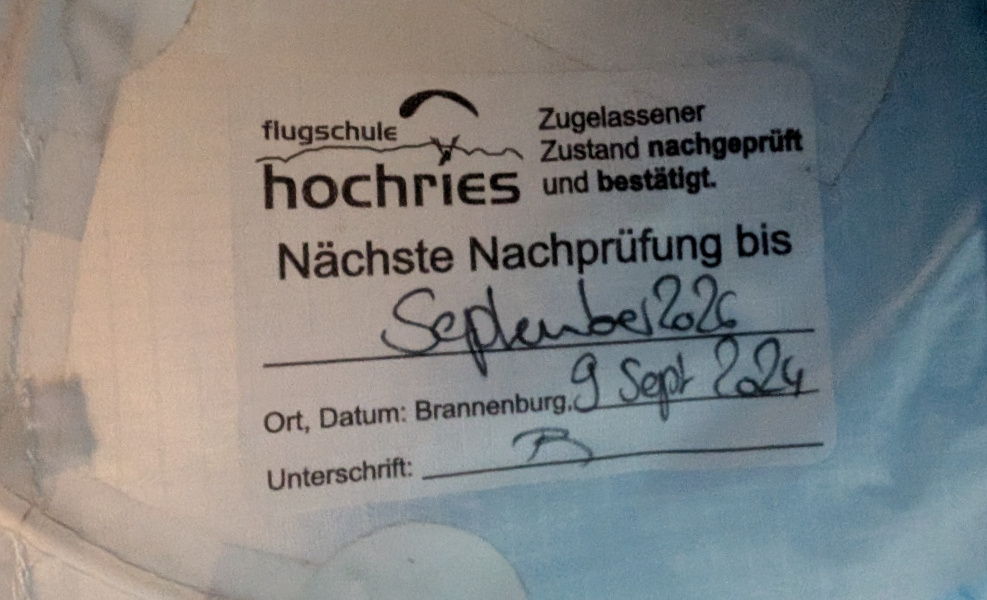 flugschule
hochries
Zugelassener
Zustand nachgeprüft
und bestätigt.
Nächste Nachprüfung bis
September 2026
Ort, Datum: Brannenburg, 9 Sept 2024
Unterschrift: